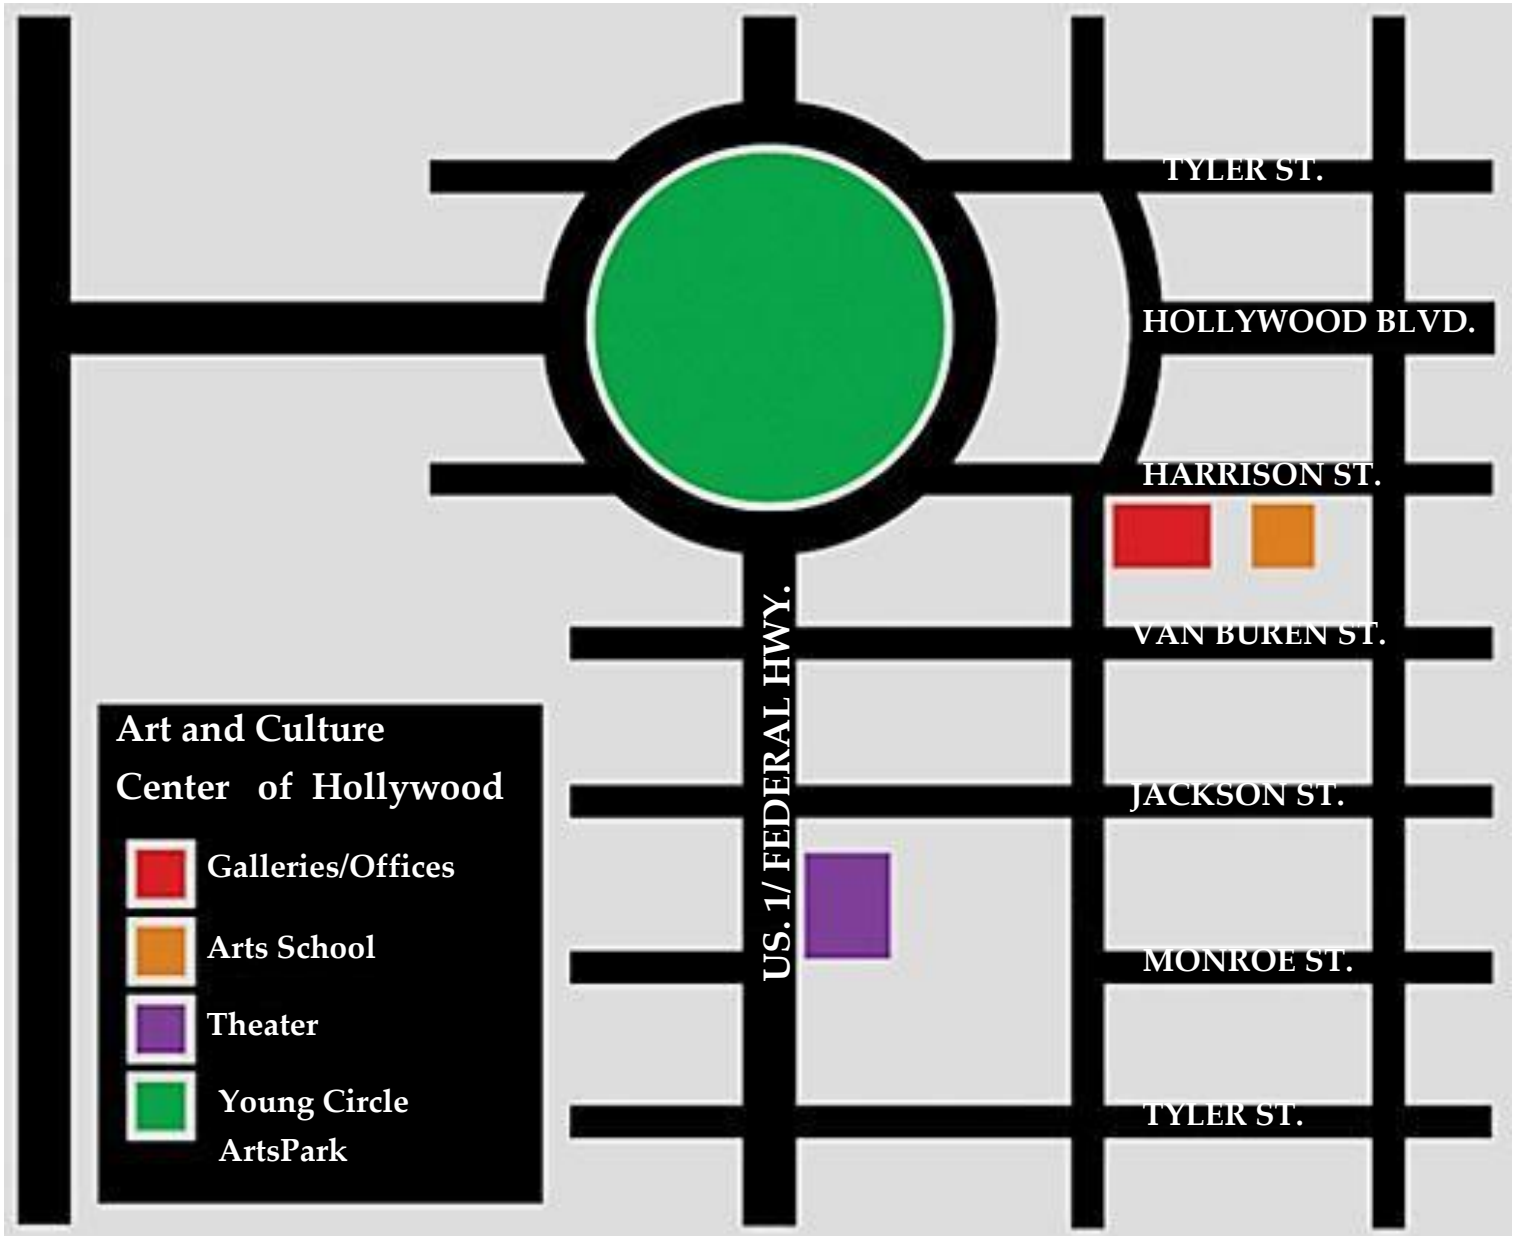 TYLER ST.
HOLLYWOOD BLVD.
HARRISON ST.
VAN BUREN ST.
US. 1/ FEDERAL HWY.
JACKSON ST.
MONROE ST.
TYLER ST.
Art and Culture
Center of Hollywood
Galleries/Offices
Arts School
Theater
Young Circle
ArtsPark